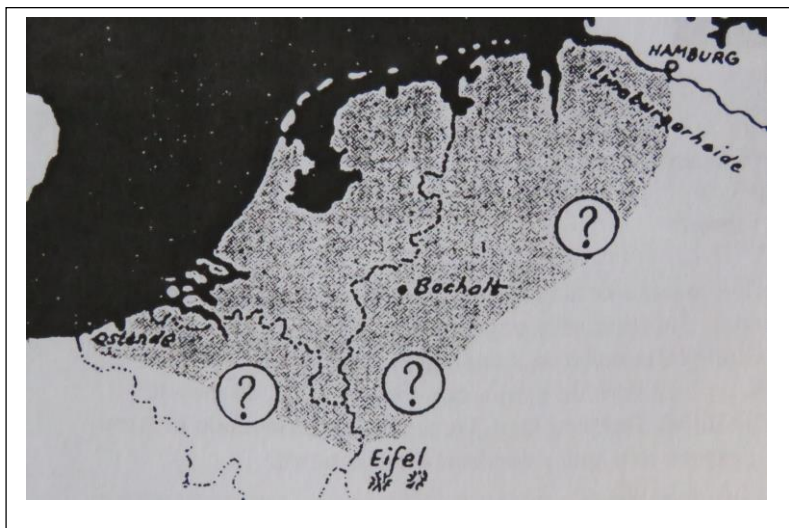 HAMBURG
Lüneburgerheide
?
Bocholt
Ostende
?
?
Eifel